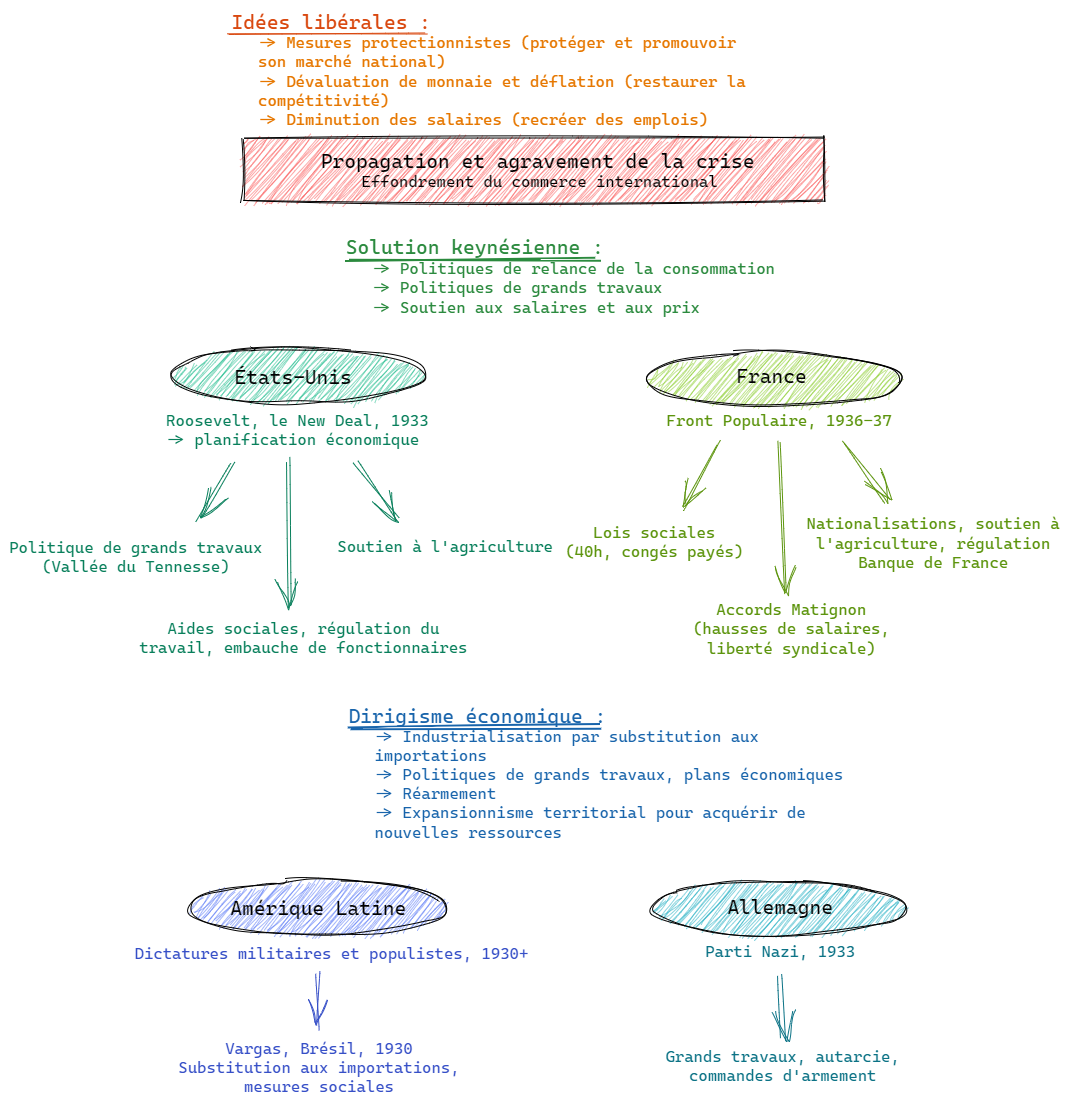 Idées libérales :
→ Mesures protectionnistes (protéger et promouvoir
son marché national)
→ Dévaluation de monnaie et déflation (restaurer la
compétitivité)
→ Diminution des salaires (recréer des emplois)
Propagation et agravement de la crise
Effondrement du commerce international
Solution keynésienne :
→ Politiques de relance de la consommation
→ Politiques de grands travaux
→ Soutien aux salaires et aux prix
États-Unis
Roosevelt, le New Deal, 1933
→ planification économique
Politique de grands travaux
(Vallée du Tennesse)
Soutien à l'agriculture
Aides sociales, régulation du
travail, embauche de fonctionnaires
France
Front Populaire, 1936-37
Lois sociales
(40h, congés payés)
Nationalisations, soutien à
l'agriculture, régulation
Banque de France
Accords Matignon
(hausses de salaires,
liberté syndicale)
Dirigisme économique :
→ Industrialisation par substitution aux
importations
→ Politiques de grands travaux, plans économiques
→ Réarmement
→ Expansionnisme territorial pour acquérir de
nouvelles ressources
Amérique Latine
Dictatures militaires et populistes, 1930+
Vargas, Brésil, 1930
Substitution aux importations,
mesures sociales
Allemagne
Parti Nazi, 1933
Grands travaux, autarcie,
commandes d'armement